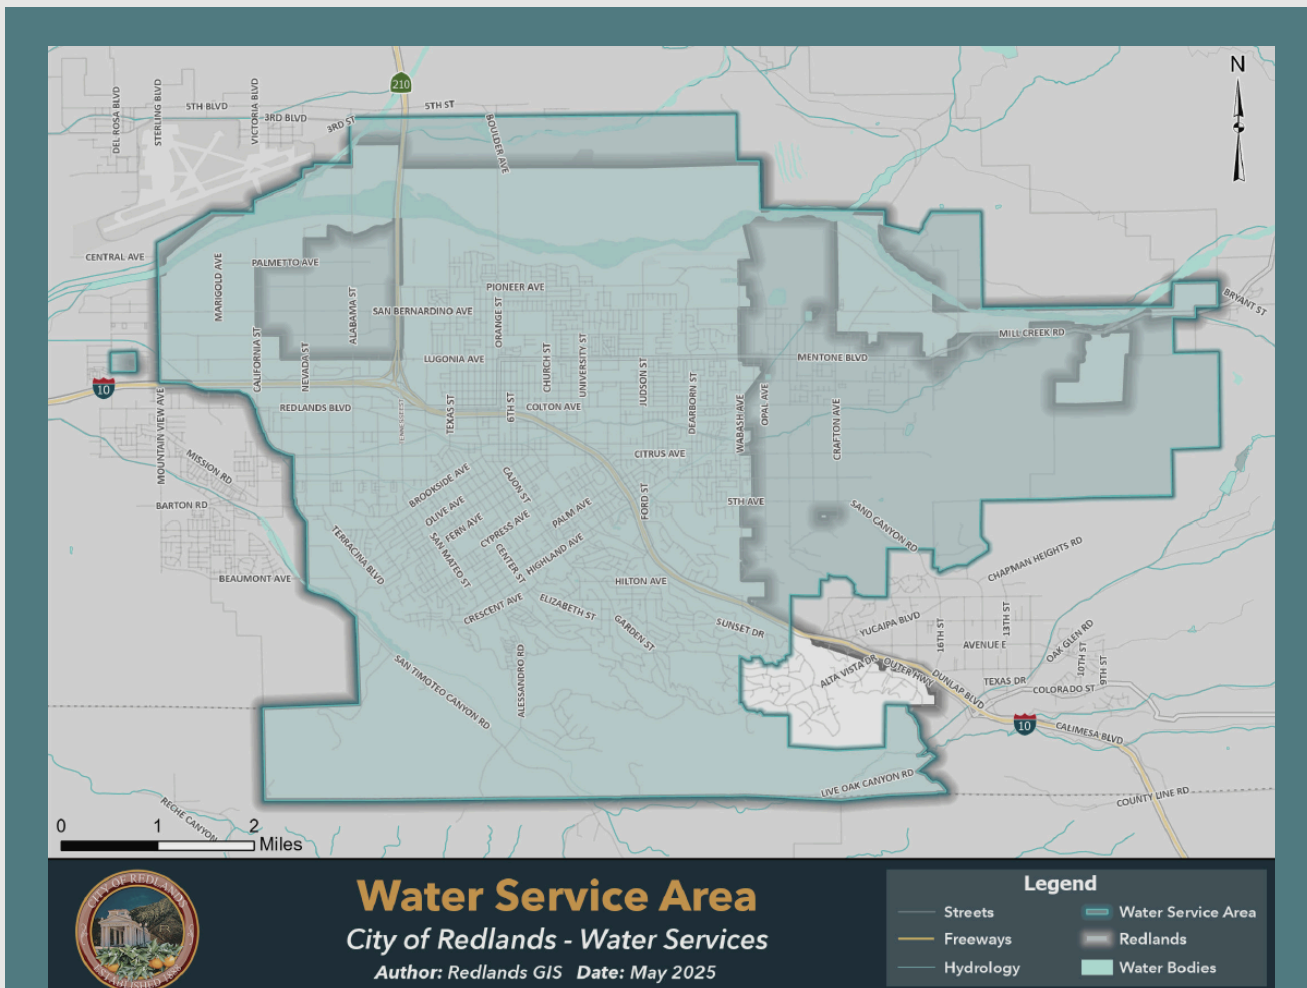 N
210
5TH BLVD
5TH ST
3RD BLVD
3RD ST
DEL ROSA BLVD
STERLING BLVD
VICTORIA BLVD
BOULDER AVE
CENTRAL AVE
PALMETTO AVE
MARIGOLD AVE
PIONEER AVE
ALABAMA ST
SAN BERNARDINO AVE
ORANGE ST
BRYANT ST
MILL CREEK RD
CALIFORNIA ST
NEVADA ST
LUGONIA AVE
CHURCH ST
UNIVERSITY ST
MENTONE BLVD
JUDSON ST
DEARBORN ST
10
REDLANDS BLVD
TEXAS ST
6TH ST
COLTON AVE
WABASH AVE
OPAL AVE
CRAFTON AVE
MOUNTAIN VIEW AVE
MISSION RD
CITRUS AVE
BROOKSIDE AVE
CAJON ST
BARTON RD
OLIVE AVE
FERN AVE
CYPRESS AVE
PALM AVE
FORD ST
5TH AVE
SAND CANYON RD
TERRACINA BLVD
SAN MATEO ST
CENTER ST
HIGHLAND AVE
CHAPMAN HEIGHTS RD
BEAUMONT AVE
HILTON AVE
CRESCENT AVE
ELIZABETH ST
GARDEN ST
SUNSET DR
YUCAIPA BLVD
16TH ST
13TH ST
AVENUE E
OAK GLEN RD
10TH ST
9TH ST
SAN TIMOTEO CANYON RD
ALESSANDRO RD
ALTA VISTA DR
OUTER HWY
DUNLAP BLVD
TEXAS DR
COLORADO ST
10
CALIMESA BLVD
LIVE OAK CANYON RD
COUNTY LINE RD
RECHE CANYON
0 1 2
Miles
CITY OF REDLANDS
ESTABLISHED 1888
Water Service Area
City of Redlands - Water Services
Author: Redlands GIS Date: May 2025
Legend
Streets
Freeways
Hydrology
Water Service Area
Redlands
Water Bodies